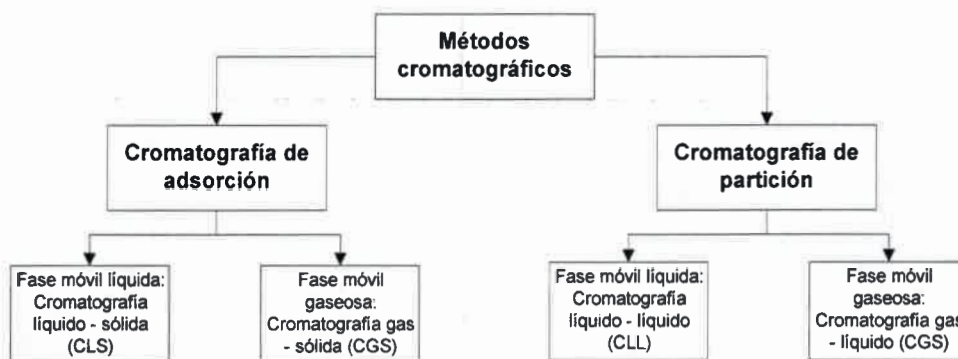 Métodos
cromatográficos
Cromatografía de
adsorción
Cromatografía de
partición
Fase móvil líquida:
Cromatografía
líquido - sólida
(CLS)
Fase móvil
gaseosa:
Cromatografía gas
- sólida (CGS)
Fase móvil líquida:
Cromatografía
líquido - líquido
(CLL)
Fase móvil
gaseosa:
Cromatografía gas
- líquido (CGS)